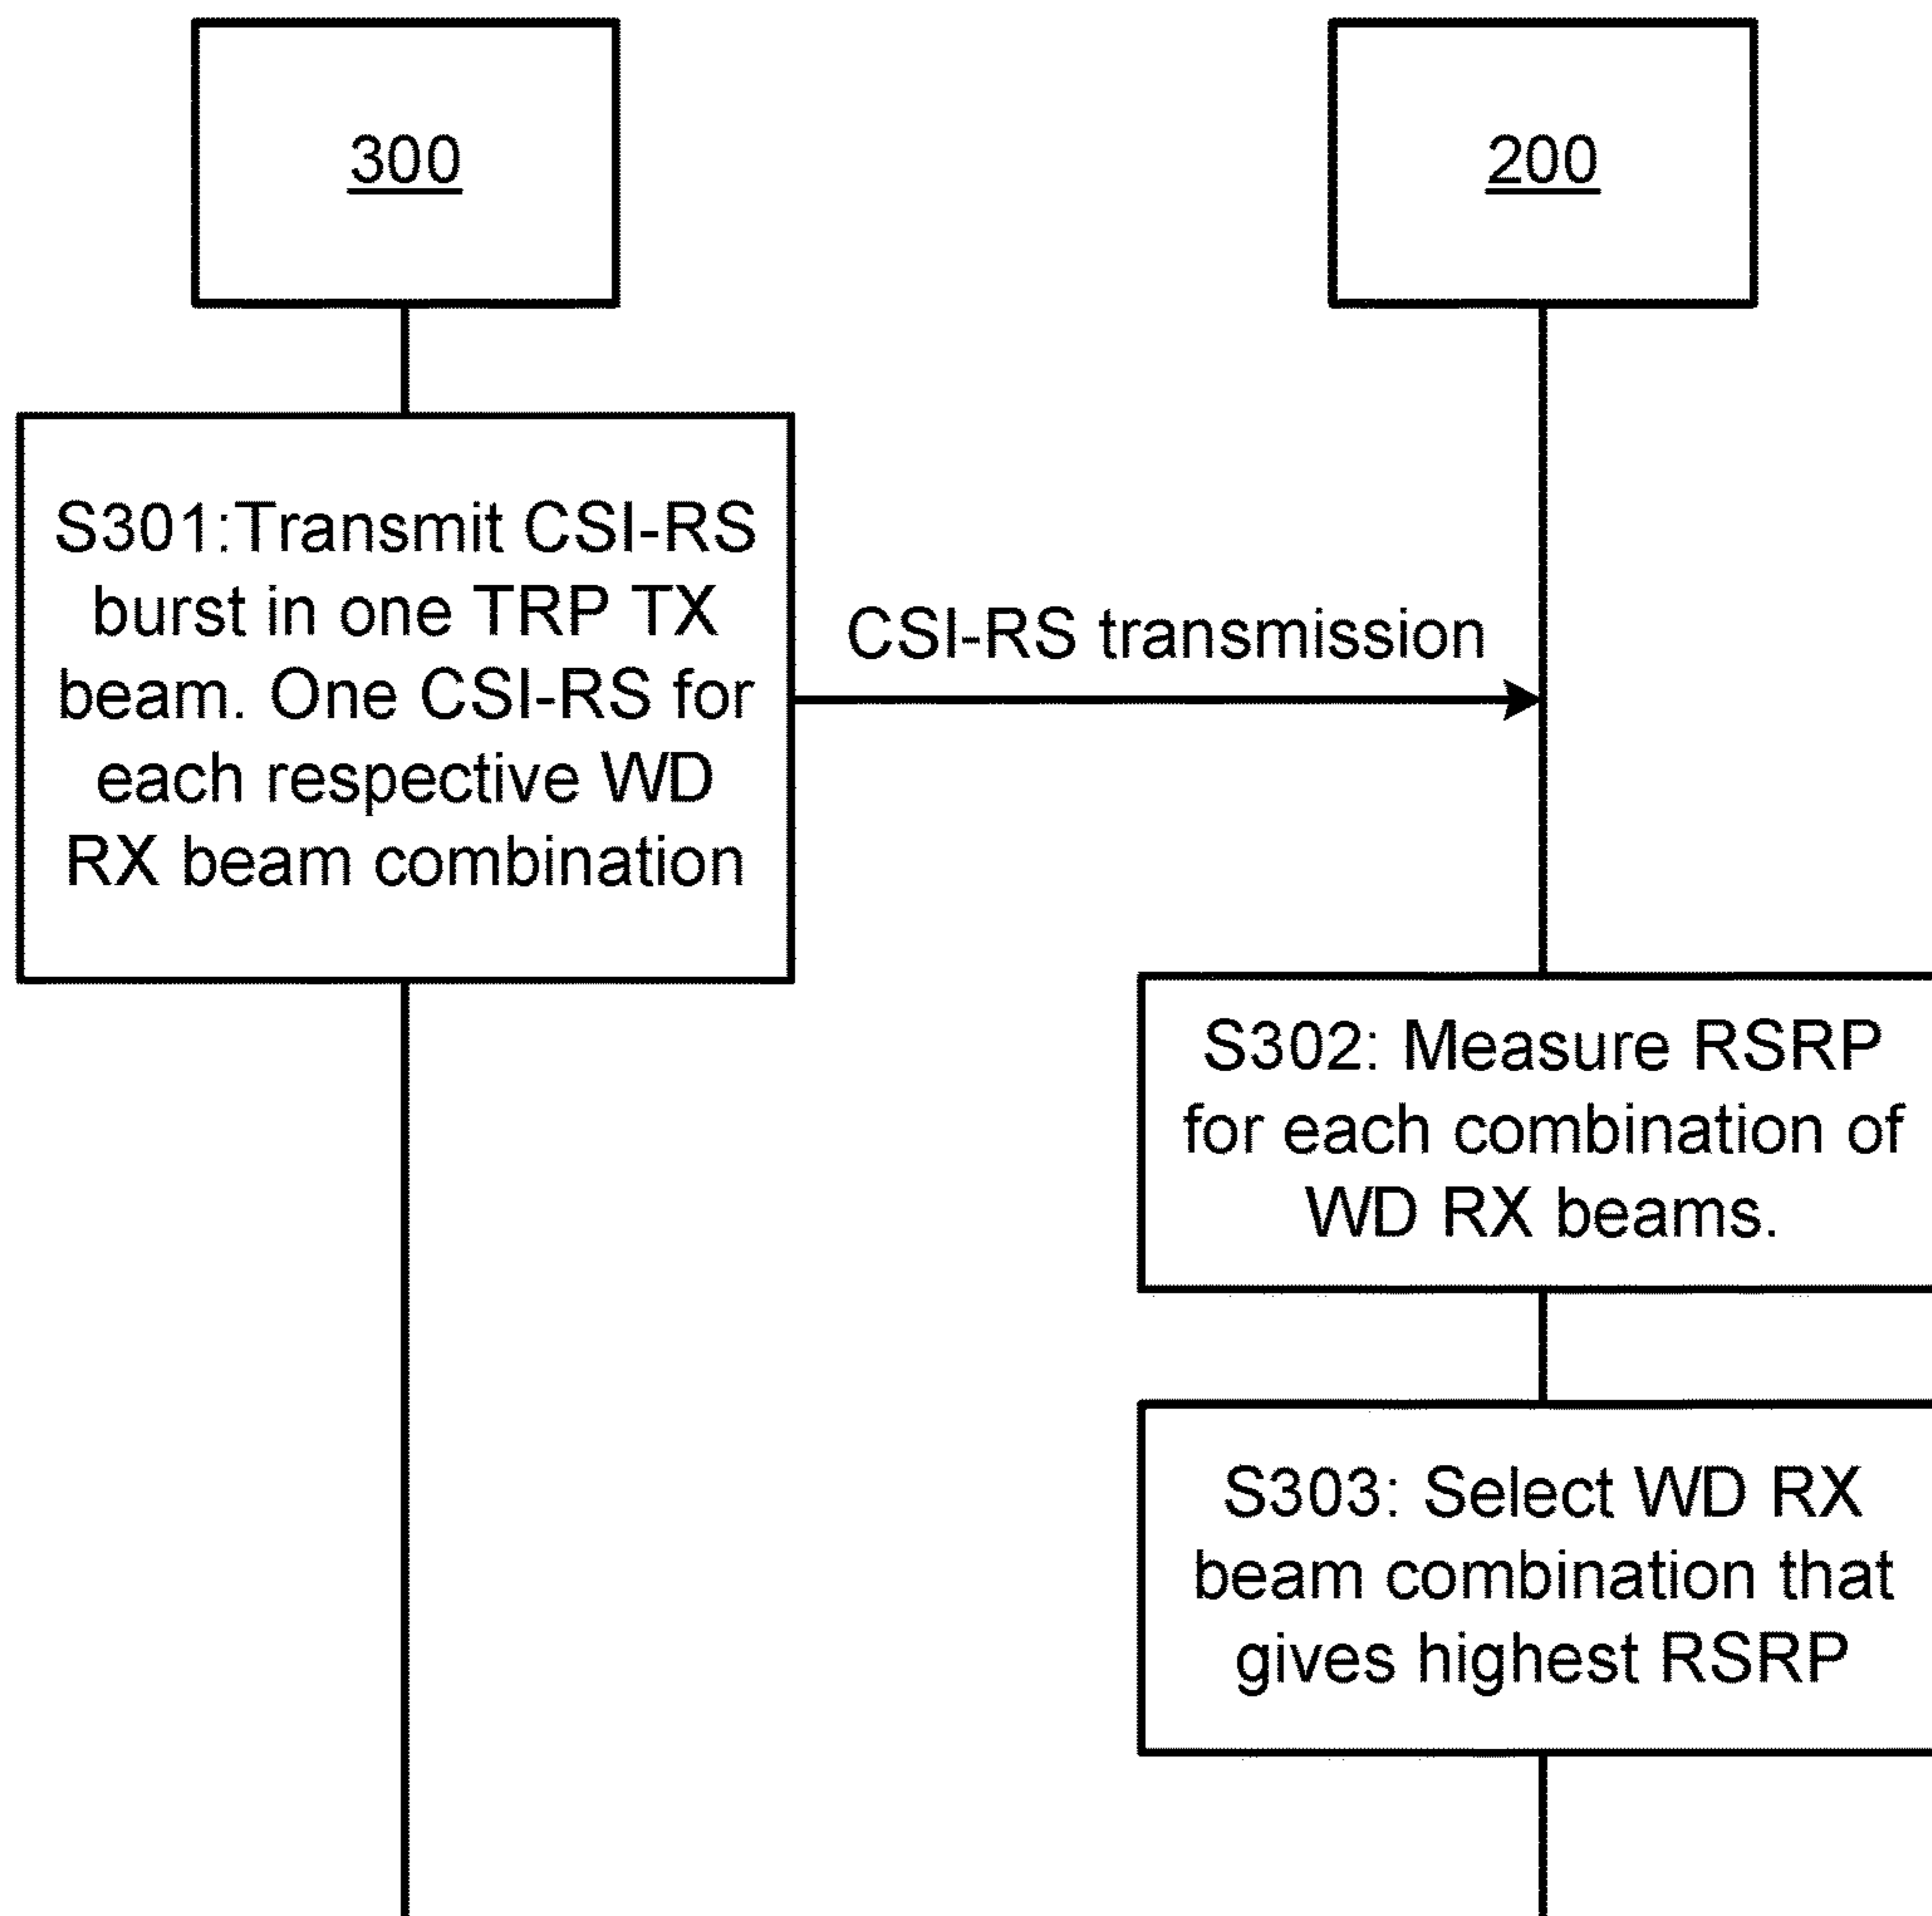 300
200
S301:Transmit CSI-RS
burst in one TRP TX
beam. One CSI-RS for
each respective WD
RX beam combination
CSI-RS transmission
S302: Measure RSRP
for each combination of
WD RX beams.
S303: Select WD RX
beam combination that
gives highest RSRP